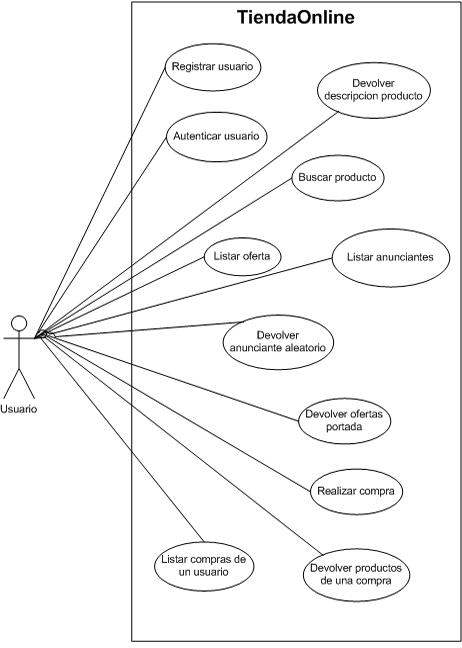 TiendaOnline
Registrar usuario
Devolver
descripcion producto
Autenticar usuario
Buscar producto
Listar oferta
Listar anunciantes
Devolver
anunciante aleatorio
Usuario
Devolver ofertas
portada
Realizar compra
Listar compras de
un usuario
Devolver productos
de una compra